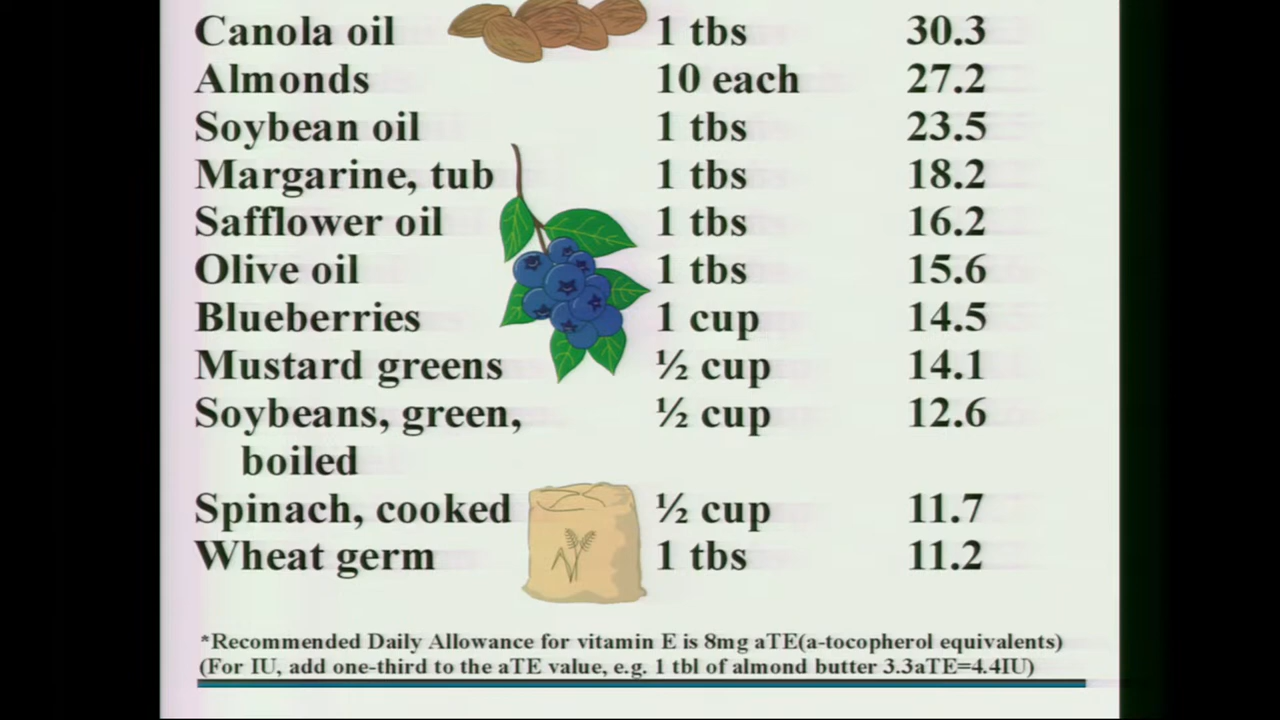 Canola oil 1 tbs 30.3
Almonds 10 each 27.2
Soybean oil 1 tbs 23.5
Margarine, tub 1 tbs 18.2
Safflower oil 1 tbs 16.2
Olive oil 1 tbs 15.6
Blueberries 1 cup 14.5
Mustard greens ½ cup 14.1
Soybeans, green, ½ cup 12.6
boiled
Spinach, cooked ½ cup 11.7
Wheat germ 1 tbs 11.2
*Recommended Daily Allowance for vitamin E is 8mg aTE(a-tocopherol equivalents)
(For IU, add one-third to the aTE value, e.g. 1 tbl of almond butter 3.3aTE=4.4IU)